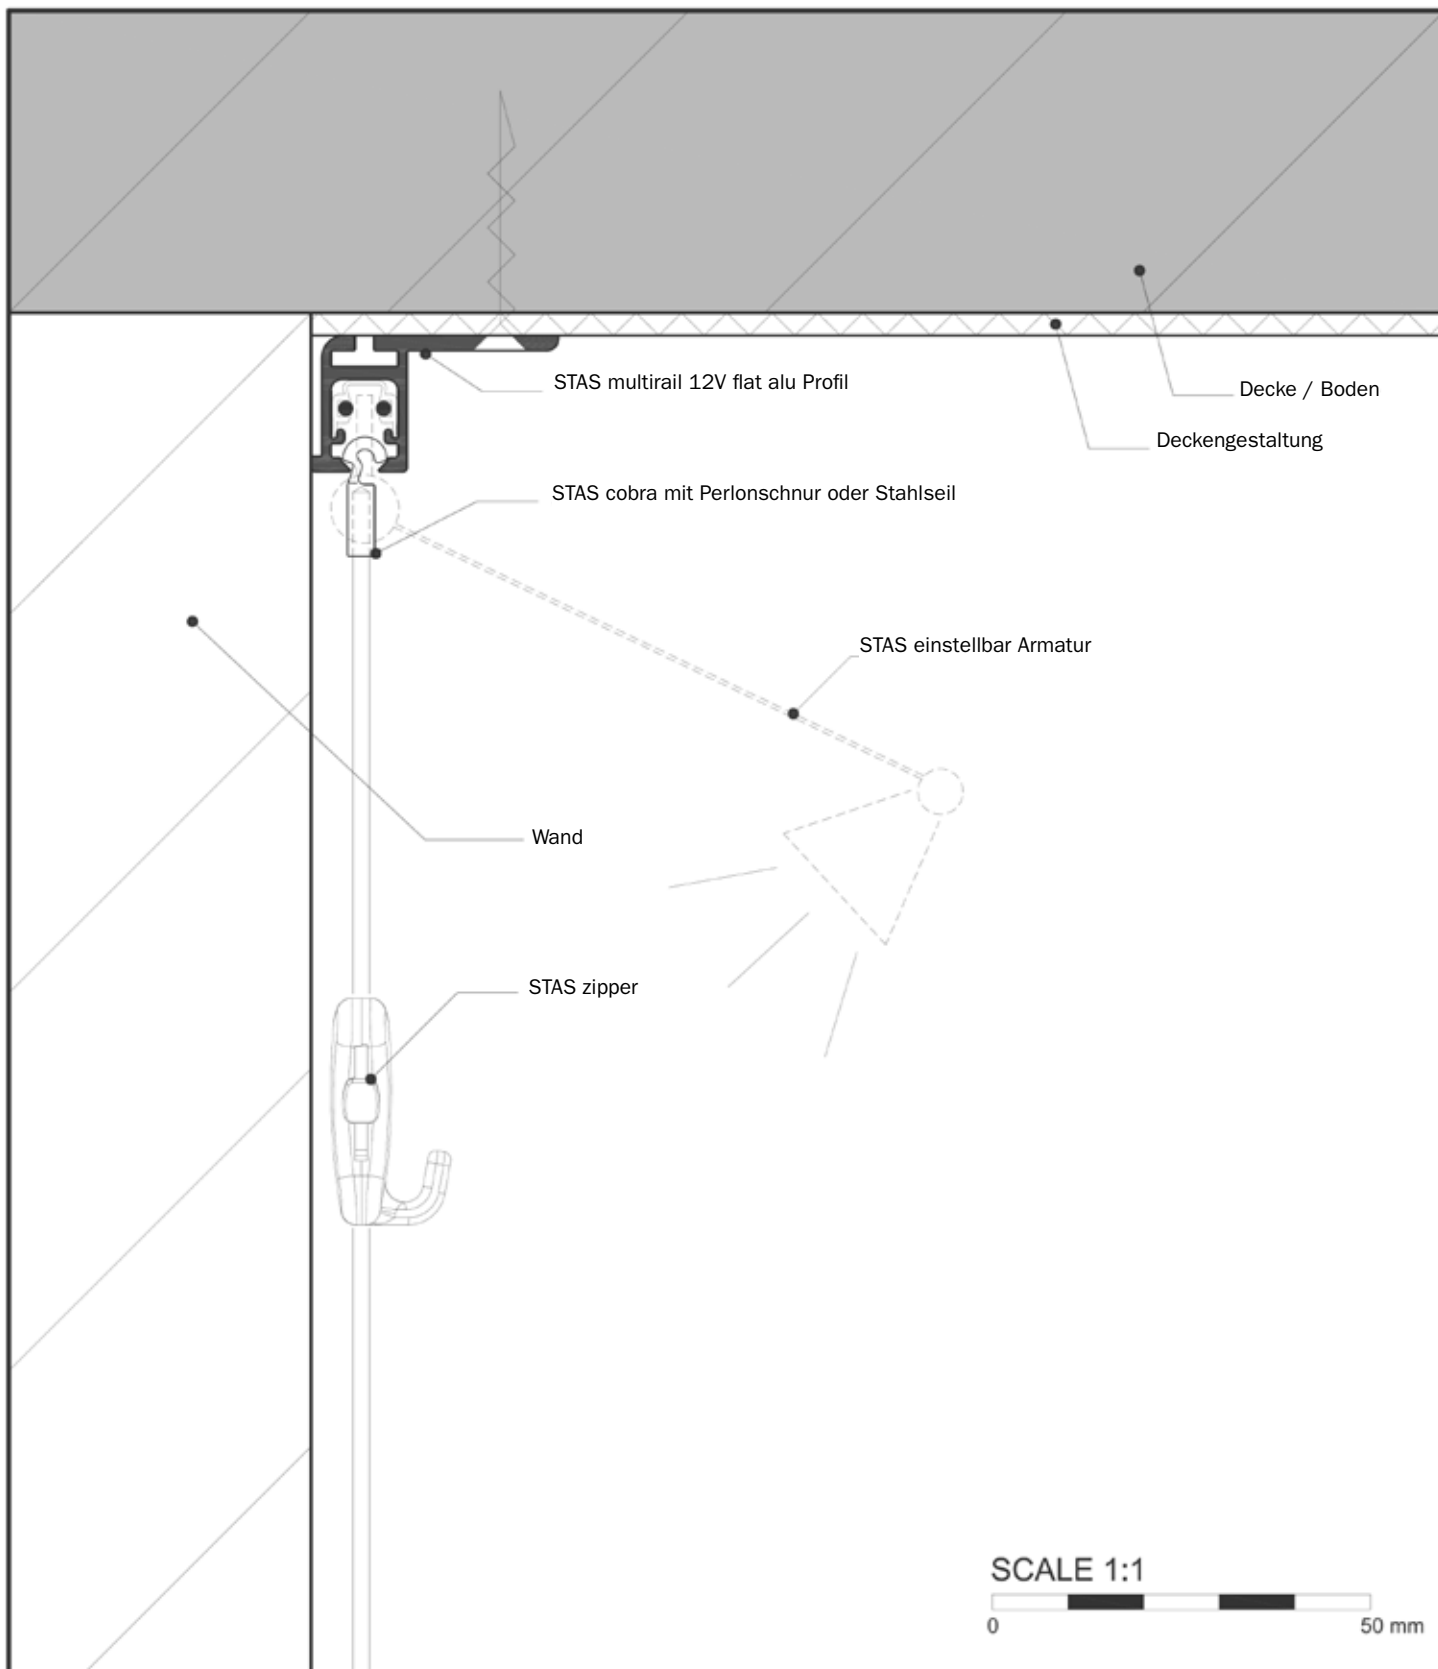 STAS multirail 12V flat alu Profil
Decke / Boden
Deckengestaltung
STAS cobra mit Perlonschnur oder Stahlseil
STAS einstellbar Armatur
Wand
STAS zipper
SCALE 1:1
0
50 mm